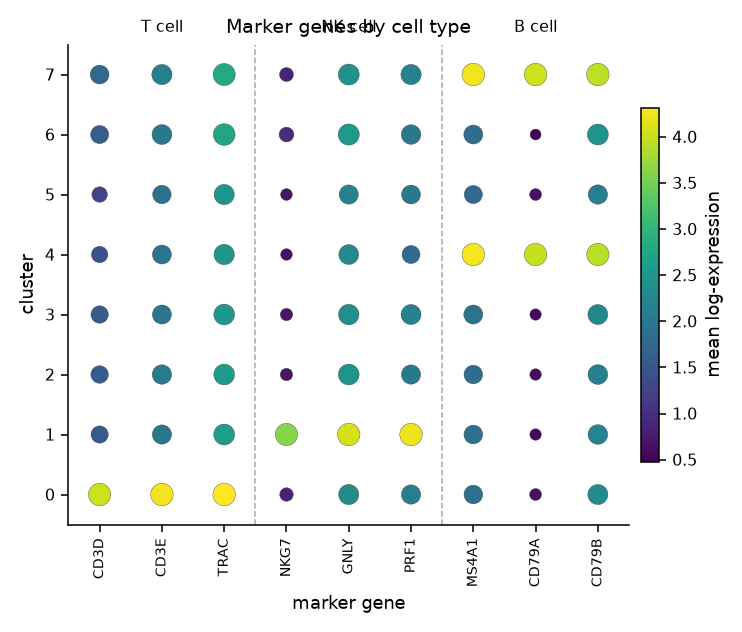 Marker genes by cell type
T cell
NK cell
B cell
7
6
5
4
3
2
1
0
cluster
CD3D
CD3E
TRAC
NKG7
GNLY
PRF1
MS4A1
CD79A
CD79B
marker gene
4.0
3.5
3.0
2.5
2.0
1.5
1.0
0.5
mean log-expression